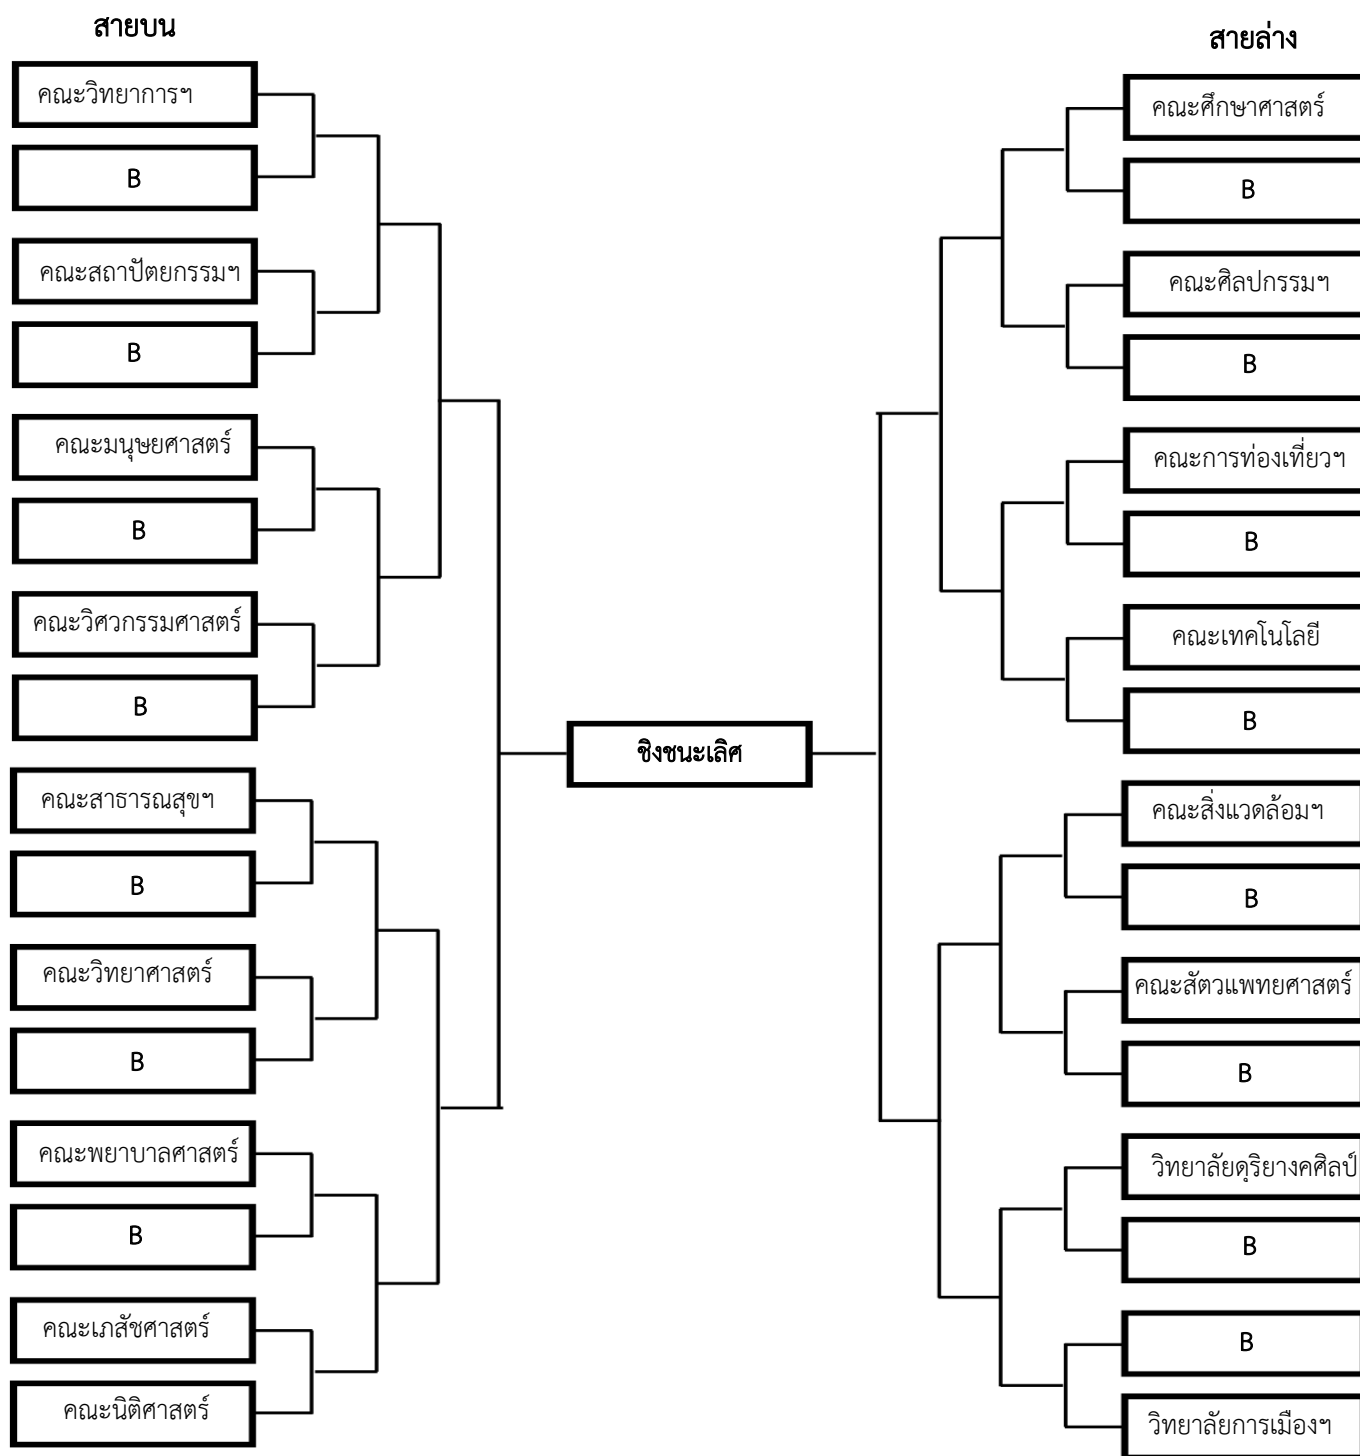 สายบน
คณะวิทยาการฯ
B
คณะสถาปัตยกรรมฯ
B
คณะมนุษยศาสตร์
B
คณะวิศวกรรมศาสตร์
B
คณะสาธารณสุขฯ
B
คณะวิทยาศาสตร์
B
คณะพยาบาลศาสตร์
B
คณะเภสัชศาสตร์
คณะนิติศาสตร์
ชิงชนะเลิศ
สายล่าง
คณะศึกษาศาสตร์
B
คณะศิลปกรรมฯ
B
คณะการท่องเที่ยวฯ
B
คณะเทคโนโลยี
B
คณะสิ่งแวดล้อมฯ
B
คณะสัตวแพทยศาสตร์
B
วิทยาลัยดุริยางคศิลป์
B
B
วิทยาลัยการเมืองฯ